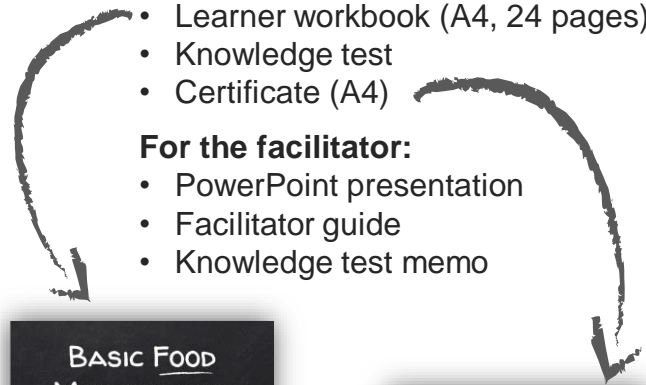 • Learner workbook (A4, 24 pages)
• Knowledge test
• Certificate (A4)
For the facilitator:
• PowerPoint presentation
• Facilitator guide
• Knowledge test memo
BASIC FOOD